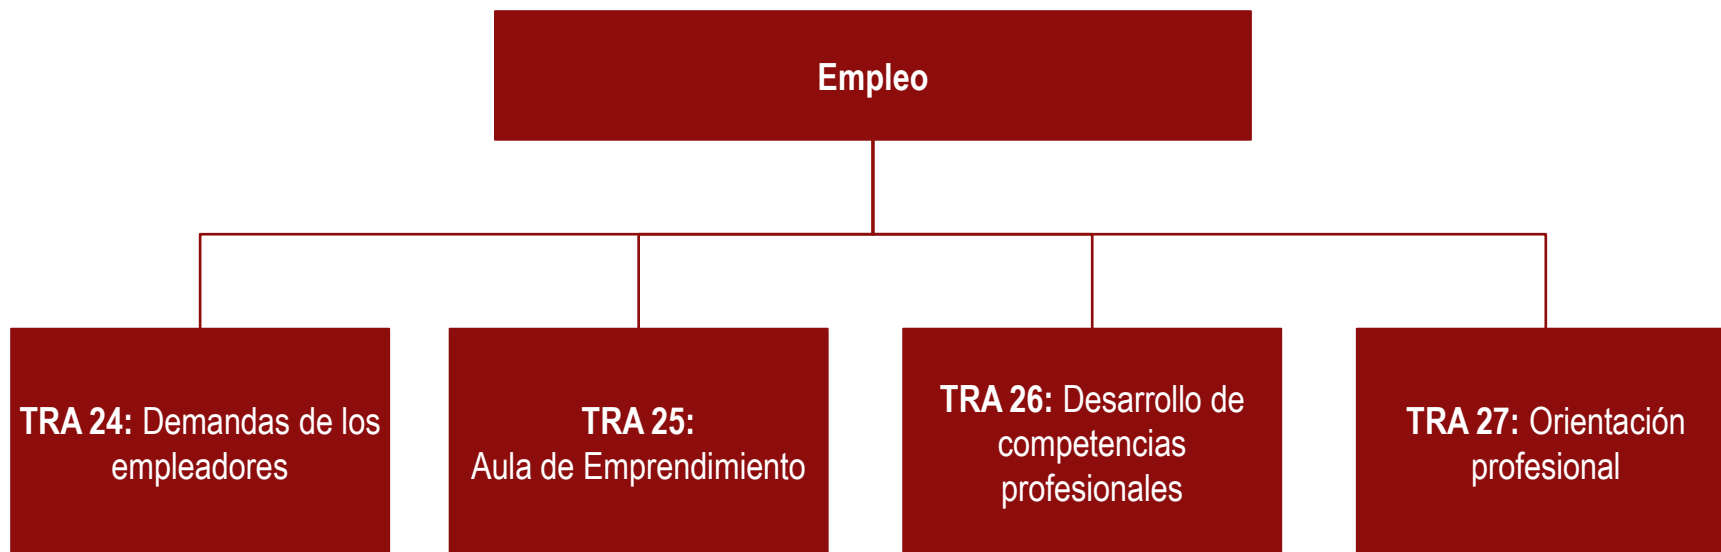 Empleo
TRA 24: Demandas de los
empleadores
TRA 25:
Aula de Emprendimiento
TRA 26: Desarrollo de
competencias
profesionales
TRA 27: Orientación
profesional